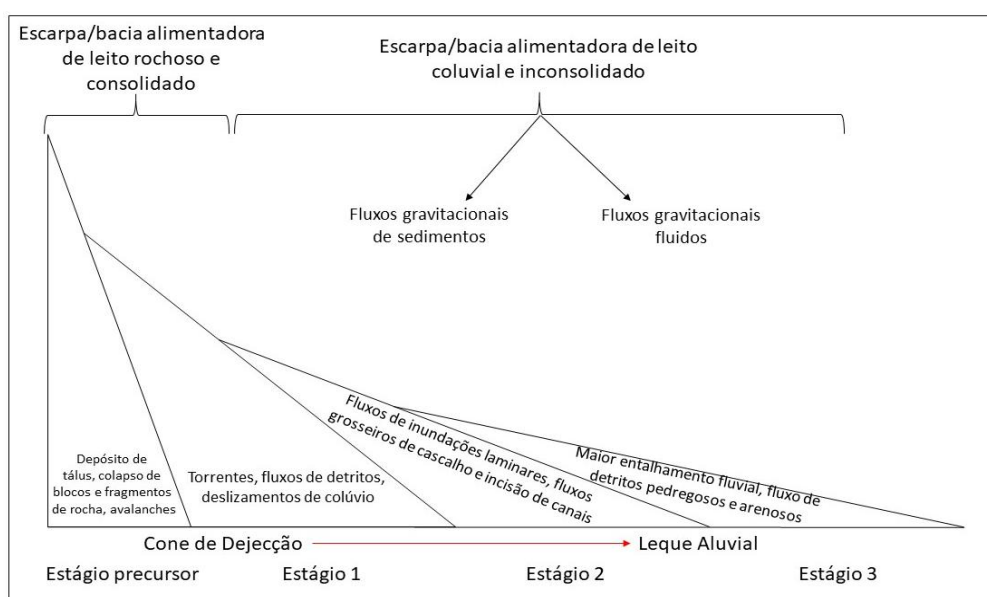 Escarpa/bacia alimentadora
de leito rochoso e
consolidado
Escarpa/bacia alimentadora de leito
coluvial e inconsolidado
Fluxos gravitacionais
de sedimentos
Fluxos gravitacionais
fluidos
Depósito de
tálus, colapso de
blocos e fragmentos
de rocha, avalanches
Torrentes, fluxos de detritos,
deslizamentos de colúvio
Fluxos de inundações laminares, fluxos
grosseiros de cascalho e incisão de canais
Maior entalhamento fluvial, fluxo de
detritos pedregosos e arenosos
Cone de Dejecção
Leque Aluvial
Estágio precursor
Estágio 1
Estágio 2
Estágio 3